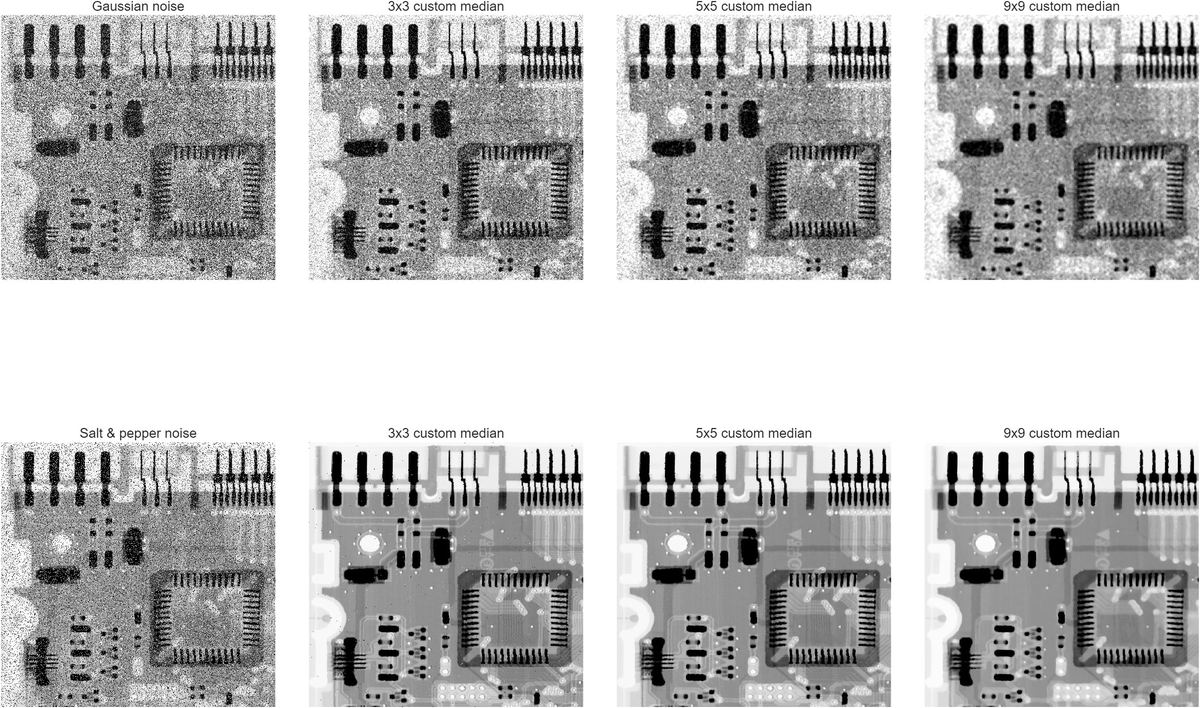 Gaussian noise
3x3 custom median
5x5 custom median
9x9 custom median
Salt & pepper noise
3x3 custom median
5x5 custom median
9x9 custom median